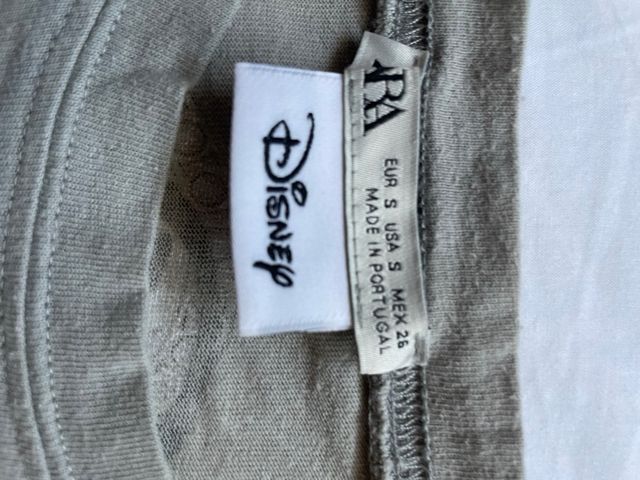 Disney
ZARA
EUR S USA S MEX 26
MADE IN PORTUGAL